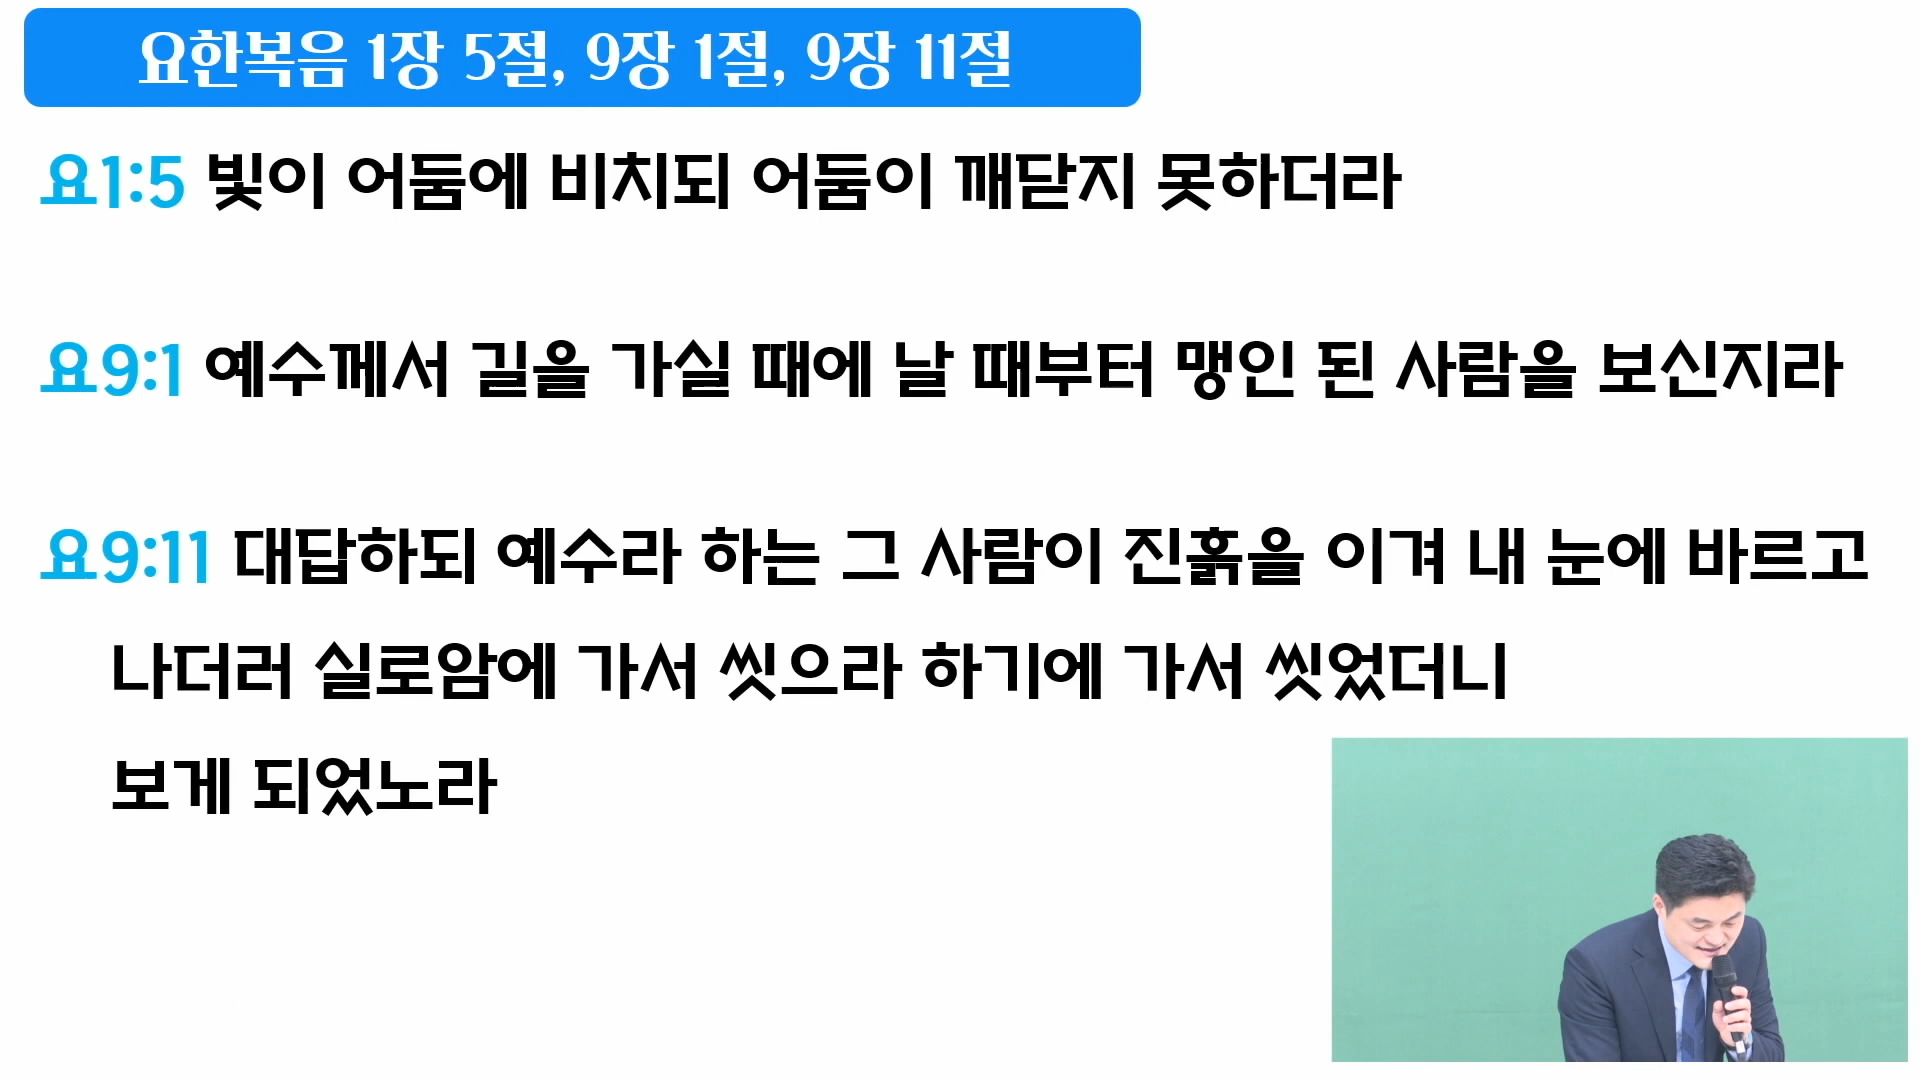 요한복음 1장 5절, 9장 1절, 9장 11절
요1:5 빛이 어둠에 비치되 어둠이 깨닫지 못하더라
요9:1 예수께서 길을 가실 때에 날 때부터 맹인 된 사람을 보신지라
요9:11 대답하되 예수라 하는 그 사람이 진흙을 이겨 내 눈에 바르고
나더러 실로암에 가서 씻으라 하기에 가서 씻었더니
보게 되었노라